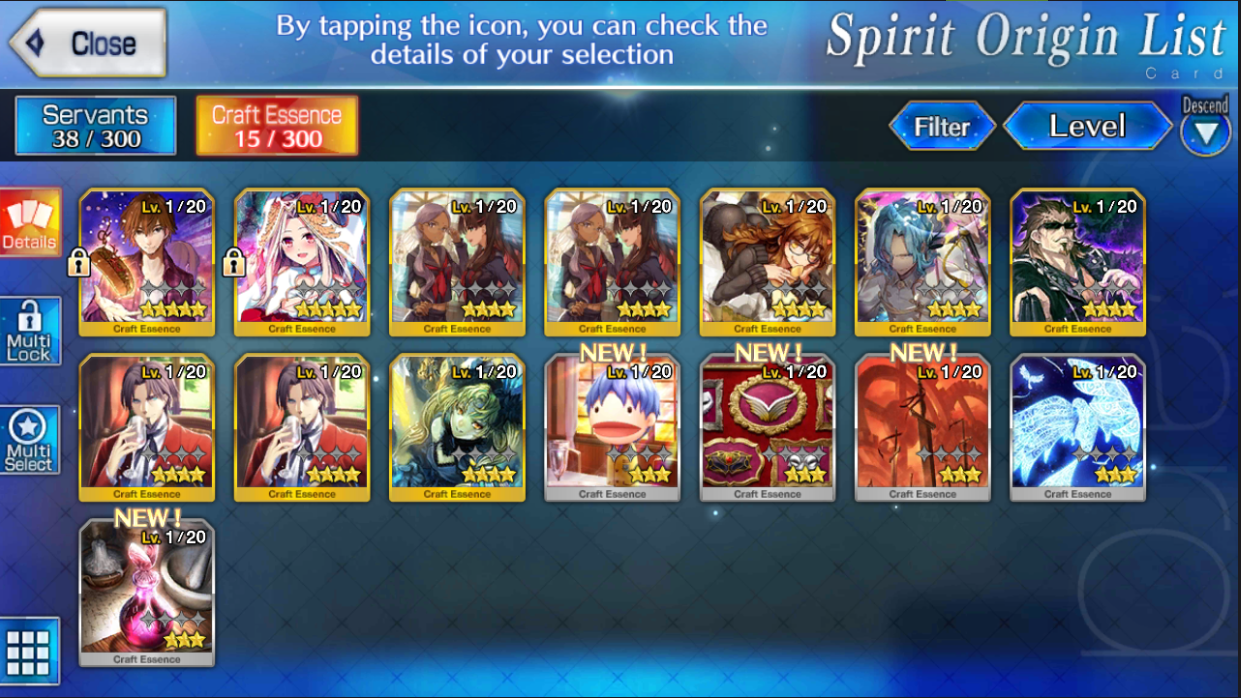 Close
By tapping the icon, you can check the
details of your selection
Spirit Origin List
Card
Servants
38 / 300
Craft Essence
15 / 300
Filter
Level
Descend
Details
Multi
Lock
Multi
Select
Lv. 1/20
Craft Essence
Lv. 1/20
Craft Essence
Lv. 1/20
Craft Essence
Lv. 1/20
Craft Essence
Lv. 1/20
Craft Essence
Lv. 1/20
Craft Essence
Lv. 1/20
Craft Essence
Lv. 1/20
Craft Essence
Lv. 1/20
Craft Essence
Lv. 1/20
Craft Essence
NEW!
Lv. 1/20
Craft Essence
NEW!
Lv. 1/20
Craft Essence
NEW!
Lv. 1/20
Craft Essence
Lv. 1/20
Craft Essence
NEW!
Lv. 1/20
Craft Essence